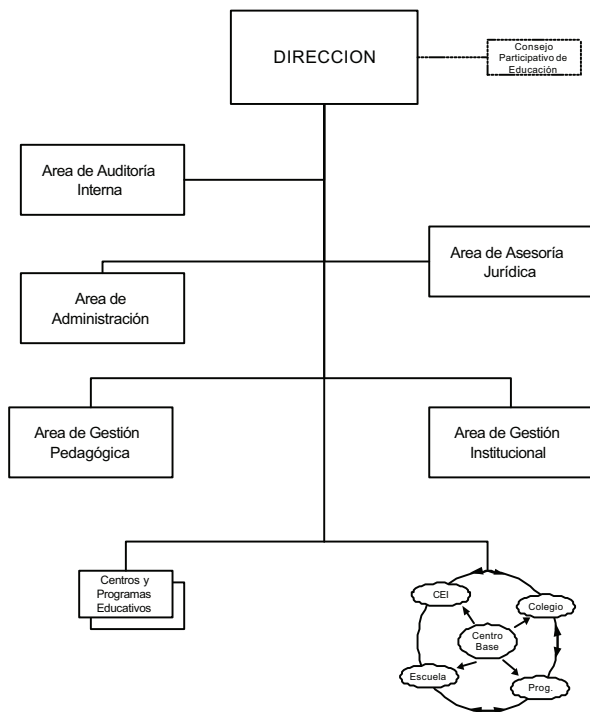 DIRECCION
Consejo
Participativo de
Educación
Area de Auditoría
Interna
Area de Asesoría
Jurídica
Area de
Administración
Area de Gestión
Pedagógica
Area de Gestión
Institucional
Centros y
Programas
Educativos
CEI
Colegio
Centro
Base
Escuela
Prog.